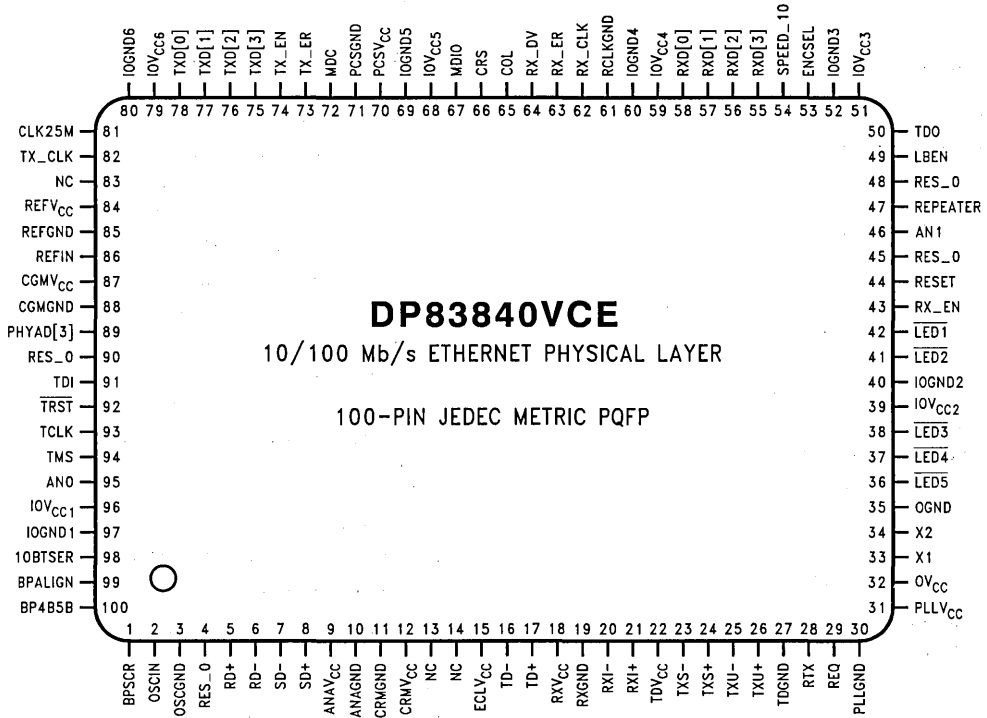 IOGND6
IOVCC6
TXD[0]
TXD[1]
TXD[2]
TXD[3]
TX_EN
TX_ER
MDC
PCSGND
PCSVCC
IOGND5
IOVCC5
MDIO
CRS
COL
RX_DV
RX_ER
RX_CLK
RCLKGND
IOGND4
IOVCC4
RXD[0]
RXD[1]
RXD[2]
RXD[3]
SPEED_10
ENCSEL
IOGND3
IOVCC3
80 79 78 77 76 75 74 73 72 71 70 69 68 67 66 65 64 63 62 61 60 59 58 57 56 55 54 53 52 51
CLK25M 81
TX_CLK 82
NC 83
REFVCC 84
REFGND 85
REFIN 86
CGMVCC 87
CGMGND 88
PHYAD[3] 89
RES_0 90
TDI 91
TRST 92
TCLK 93
TMS 94
AN0 95
IOVCC1 96
IOGND1 97
10BTSER 98
BPALIGN 99
BP4B5B 100
DP83840VCE
10/100 Mb/s ETHERNET PHYSICAL LAYER
100-PIN JEDEC METRIC PQFP
50 TDO
49 LBEN
48 RES_0
47 REPEATER
46 AN1
45 RES_0
44 RESET
43 RX_EN
42 LED1
41 LED2
40 IOGND2
39 IOVCC2
38 LED3
37 LED4
36 LED5
35 OGND
34 X2
33 X1
32 OVCC
31 PLLVCC
1 2 3 4 5 6 7 8 9 10 11 12 13 14 15 16 17 18 19 20 21 22 23 24 25 26 27 28 29 30
BPSCR
OSCIN
OSCGND
RES_0
RD+
RD-
SD-
SD+
ANAVCC
ANAGND
CRMGND
CRMVCC
NC
NC
ECLVCC
TD-
TD+
RXVCC
RXGND
RXI-
RXI+
TDVCC
TXS-
TXS+
TXU-
TXU+
TDGND
RTX
REQ
PLLGND